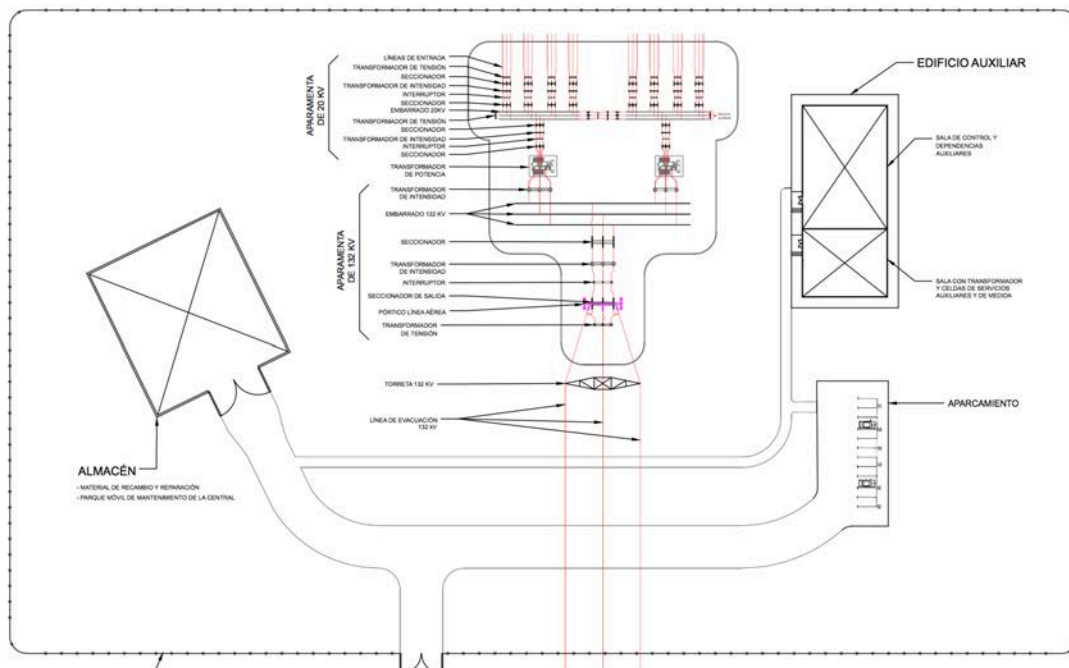 LÍNEAS DE ENTRAGA
TRANSFORMADOR DE TENSIÓN
SECCIONADOR
TRANSFORMADOR DE INTENSIDAD
INTERRUPTOR
SECCIONADOR
EMBARRADO 20KV
TRANSFORMADOR DE TENSIÓN
SECCIONADOR
TRANSFORMADOR DE INTENSIDAD
INTERRUPTOR
SECCIONADOR
APARAMENTA
DE 20 KV
TRANSFORMADOR
DE POTENCIA
TRANSFORMADOR
DE INTENSIDAD
EMBARRADO 132 KV
SECCIONADOR
TRANSFORMADOR
DE INTENSIDAD
INTERRUPTOR
SECCIONADOR DE SALIDA
PÓRTICO LÍNEA AÉREA
TRANSFORMADOR
DE TENSIÓN
APARAMENTA
DE 132 KV
TORRETA 132 KV
LÍNEA DE EVACUACIÓN
132 kV
EDIFICIO AUXILIAR
SALA DE CONTROL Y
DEPENDENCIAS
AUXILIARES
SALA CON TRANSFORMADOR
Y CELDAS DE SERVICIOS
AUXILIARES Y DE MEDIDA
APARCAMIENTO
ALMACÉN
- MATERIAL DE RECAMBIO Y REPARACIÓN
- PARQUE MÓVIL DE MANTENIMIENTO DE LA CENTRAL